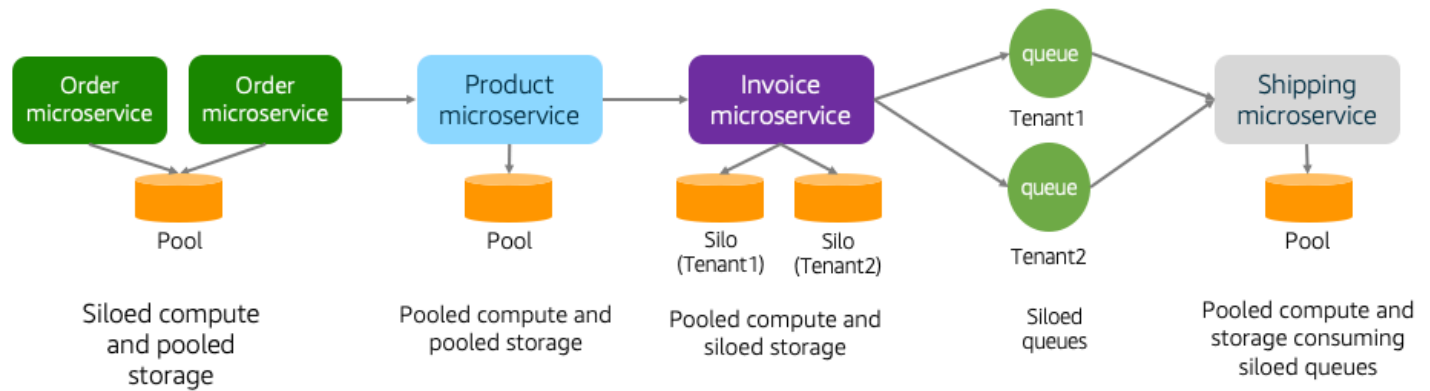 Order
microservice
Order
microservice
Product
microservice
Invoice
microservice
queue
Tenant1
queue
Tenant2
Shipping
microservice
Pool
Pool
Silo
(Tenant1)
Silo
(Tenant2)
Pool
Siloed compute
and pooled
storage
Pooled compute and
pooled storage
Pooled compute and
siloed storage
Siloed
queues
Pooled compute and
storage consuming
siloed queues